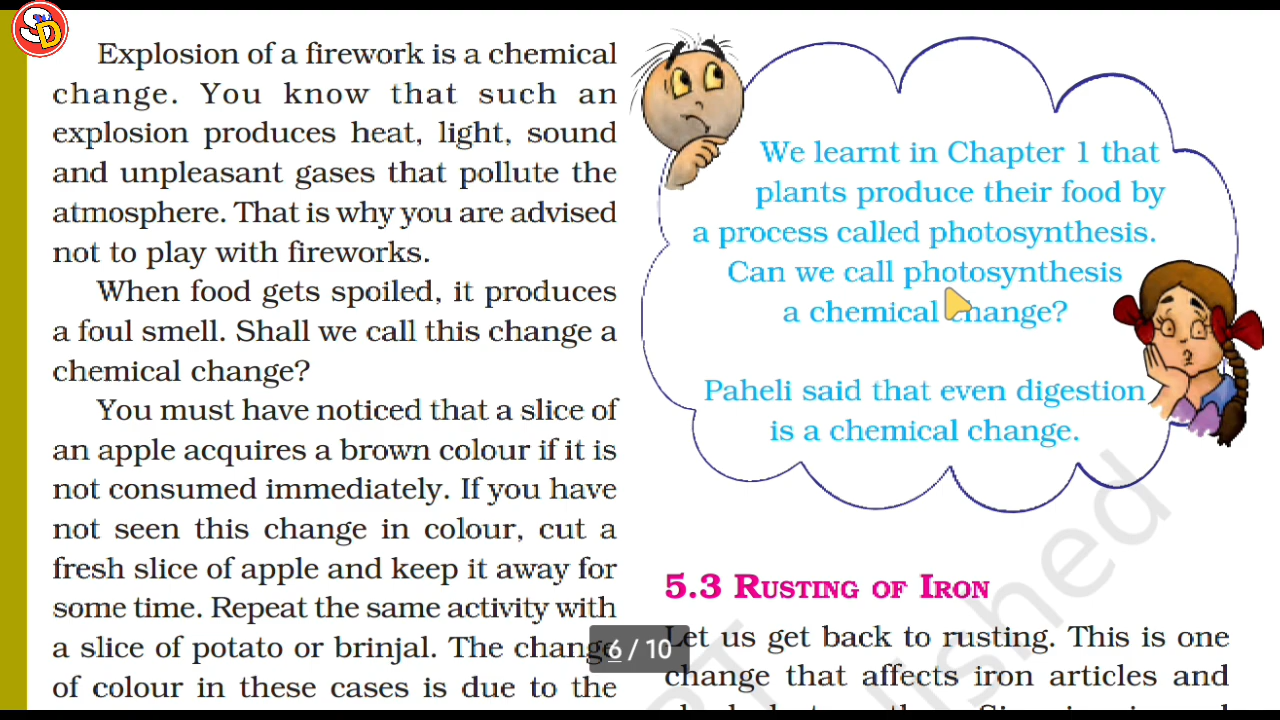 SD
Explosion of a firework is a chemical
change. You know that such an
explosion produces heat, light, sound
and unpleasant gases that pollute the
atmosphere. That is why you are advised
not to play with fireworks.
When food gets spoiled, it produces
a foul smell. Shall we call this change a
chemical change?
You must have noticed that a slice of
an apple acquires a brown colour if it is
not consumed immediately. If you have
not seen this change in colour, cut a
fresh slice of apple and keep it away for
some time. Repeat the same activity with
a slice of potato or brinjal. The change
of colour in these cases is due to the
We learnt in Chapter 1 that
plants produce their food by
a process called photosynthesis.
Can we call photosynthesis
a chemical change?
Paheli said that even digestion
is a chemical change.
5.3 RUSTING OF IRON
Let us get back to rusting. This is one
change that affects iron articles and
6 / 10